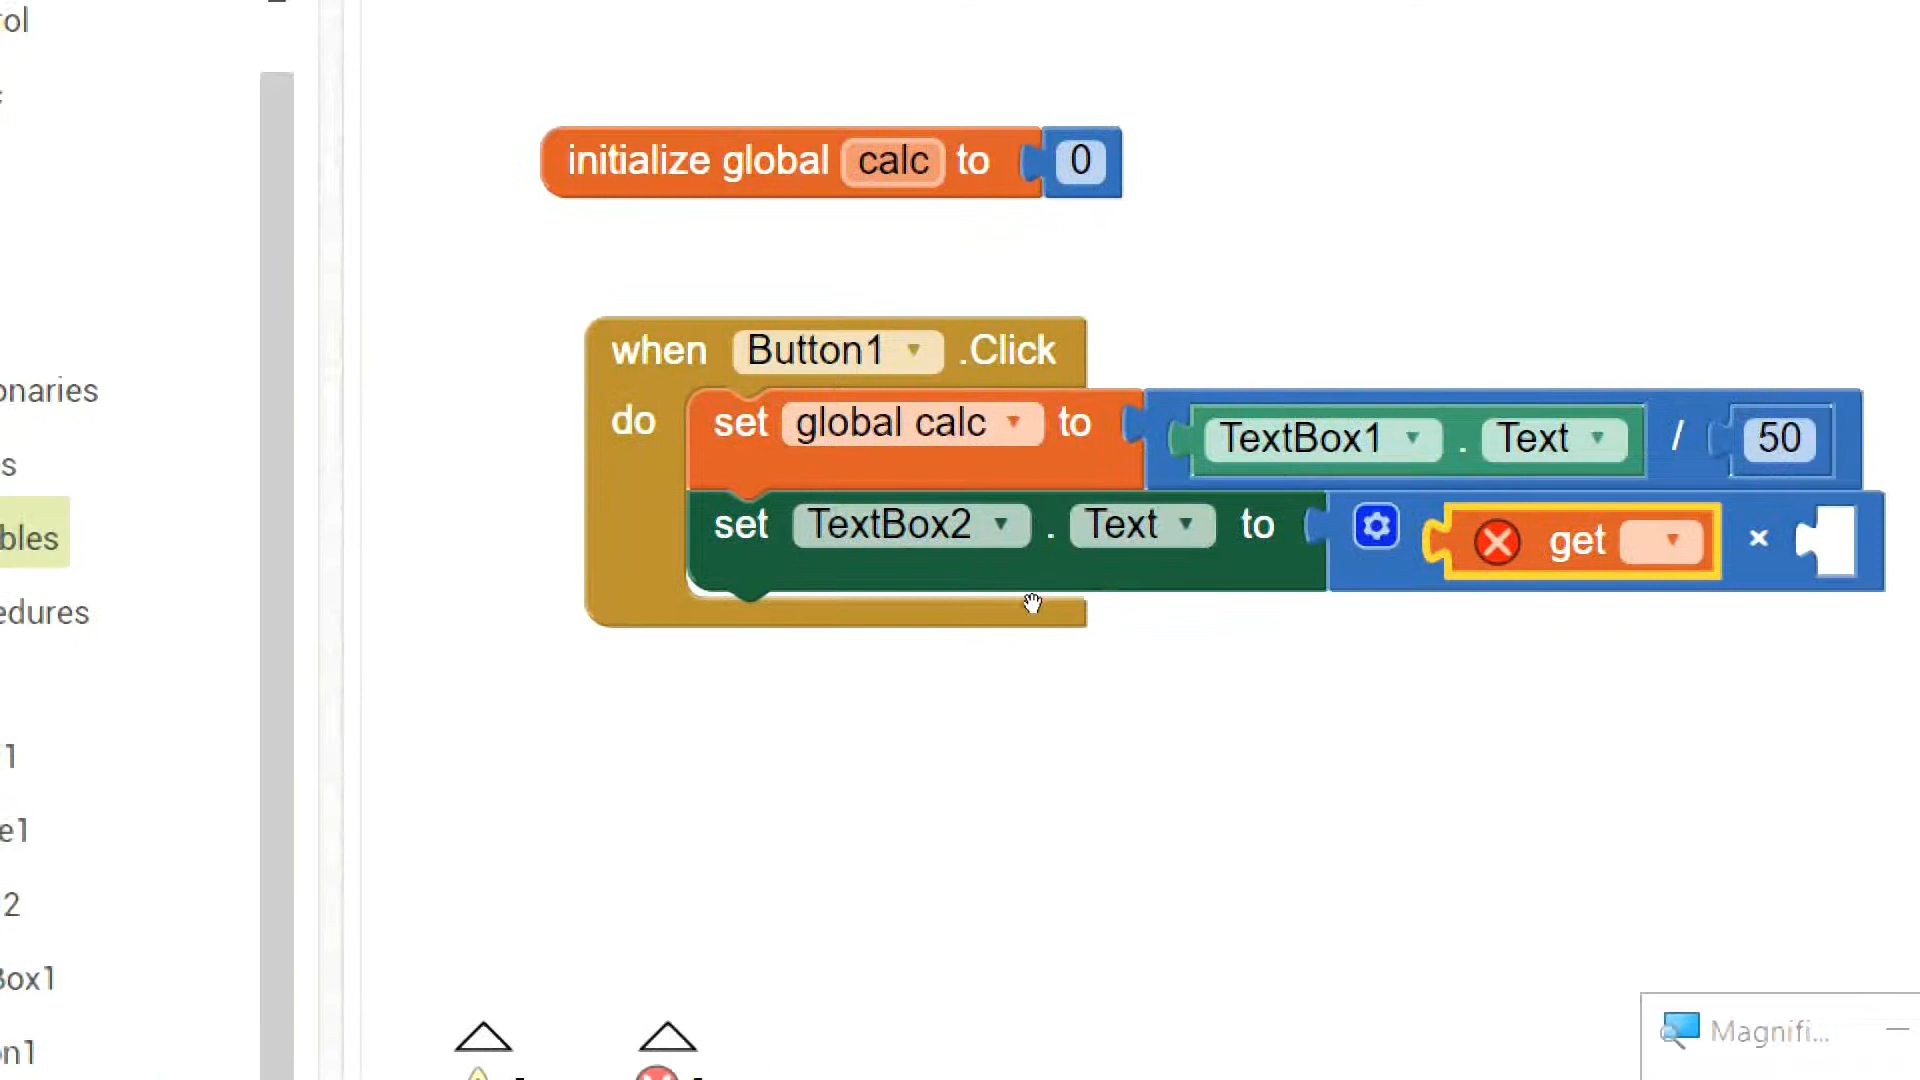 rol
initialize global calc to 0
when Button1 .Click
do set global calc to TextBox1 . Text / 50
set TextBox2 . Text to get ×
onaries
s
bles
edures
1
e1
2
Box1
on1
Magnifi...